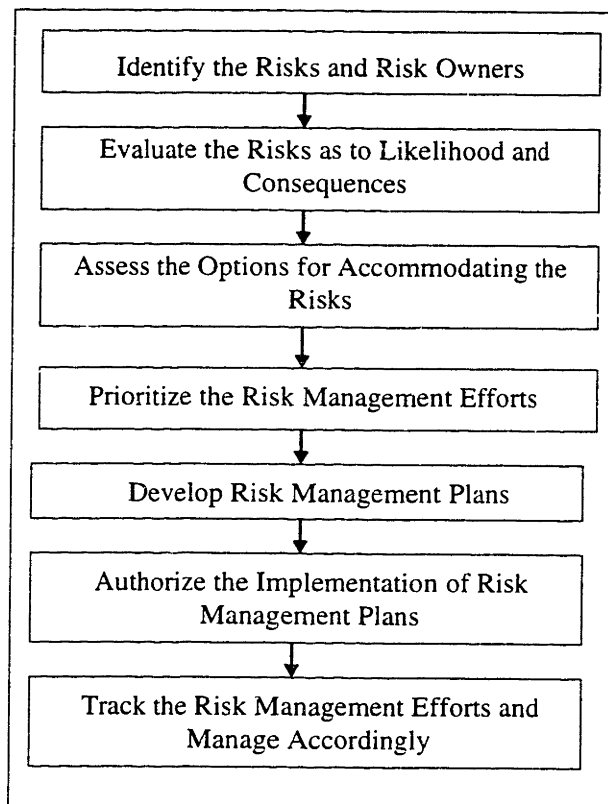 Identify the Risks and Risk Owners
Evaluate the Risks as to Likelihood and
Consequences
Assess the Options for Accommodating the
Risks
Prioritize the Risk Management Efforts
Develop Risk Management Plans
Authorize the Implementation of Risk
Management Plans
Track the Risk Management Efforts and
Manage Accordingly